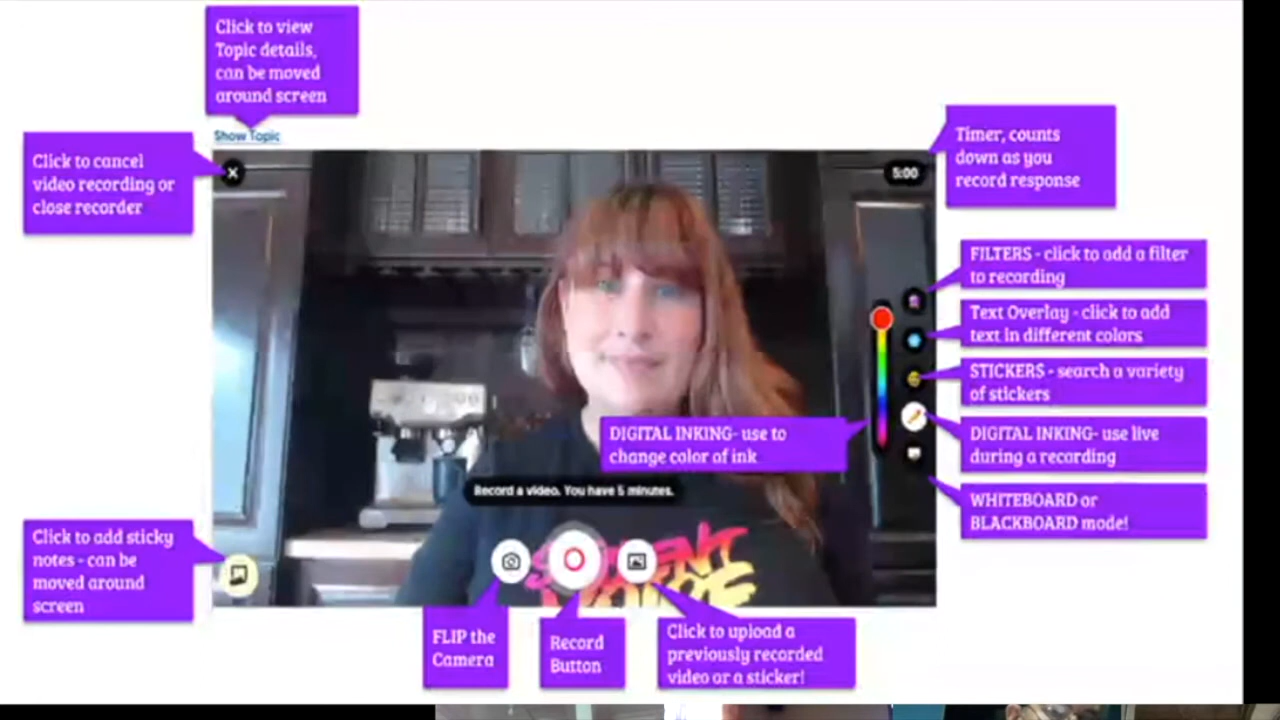 Click to view
Topic details,
can be moved
around screen
Show Topic
Click to cancel
video recording or
close recorder
5:00
Timer, counts
down as you
record response
FILTERS - click to add a filter
to recording
Text Overlay - click to add
text in different colors
STICKERS - search a variety
of stickers
DIGITAL INKING- use live
during a recording
DIGITAL INKING- use to
change color of ink
WHITEBOARD or
BLACKBOARD mode!
Record a video. You have 5 minutes.
Click to add sticky
notes - can be
moved around
screen
FLIP the
Camera
Record
Button
Click to upload a
previously recorded
video or a sticker!